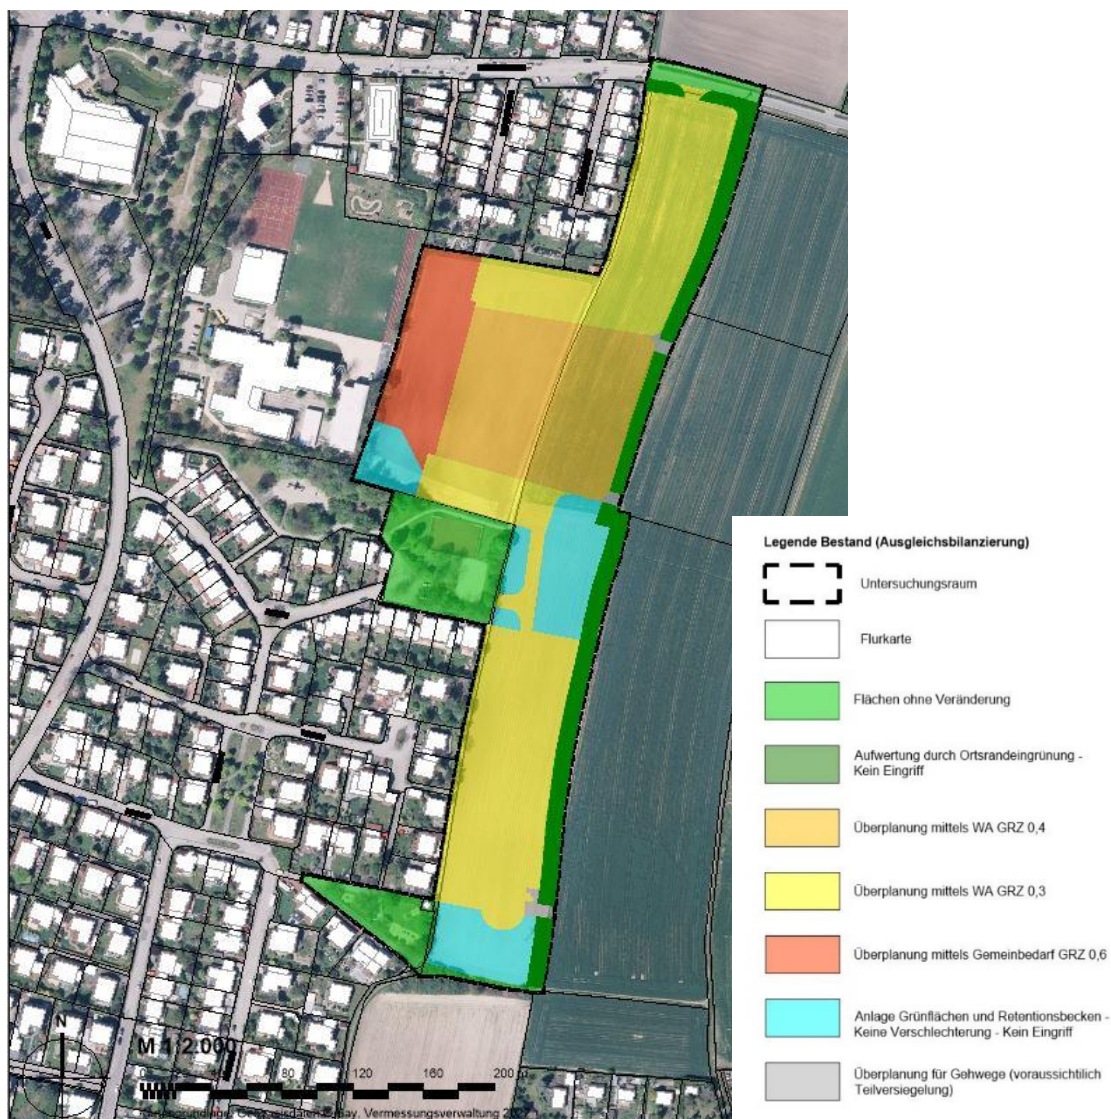 Legende Bestand (Ausgleichsbilanzierung)
Untersuchungsraum
Flurkarte
Flächen ohne Veränderung
Aufwertung durch Ortsrandeingrünung -
Kein Eingriff
Überplanung mittels WA GRZ 0,4
Überplanung mittels WA GRZ 0,3
Überplanung mittels Gemeinbedarf GRZ 0,6
Anlage Grünflächen und Retentionsbecken -
Keine Verschlechterung - Kein Eingriff
Überplanung für Gehwege (voraussichtlich
Teilversiegelung)
N
M 1:2.000
80 120 160 200
Vermessungsverwaltung